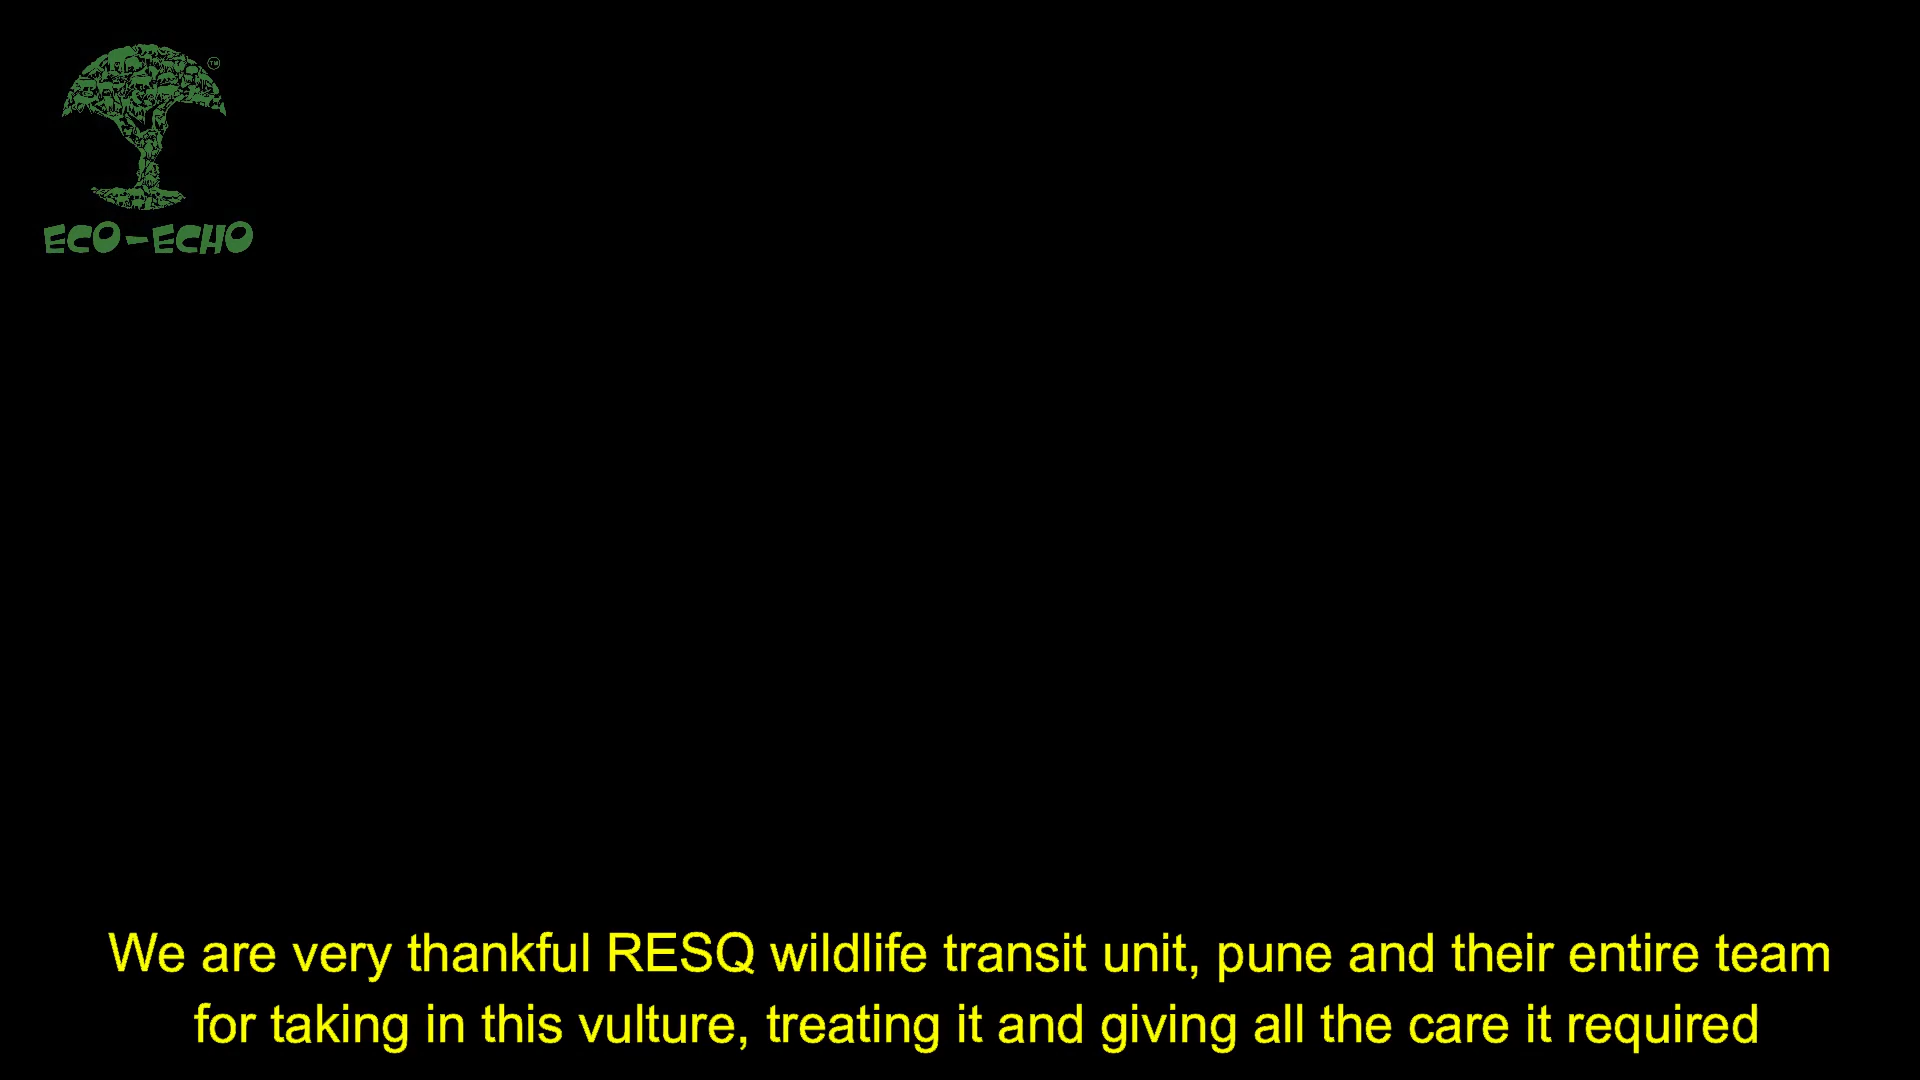 TM
ECO-ECHO
We are very thankful RESQ wildlife transit unit, pune and their entire team
for taking in this vulture, treating it and giving all the care it required